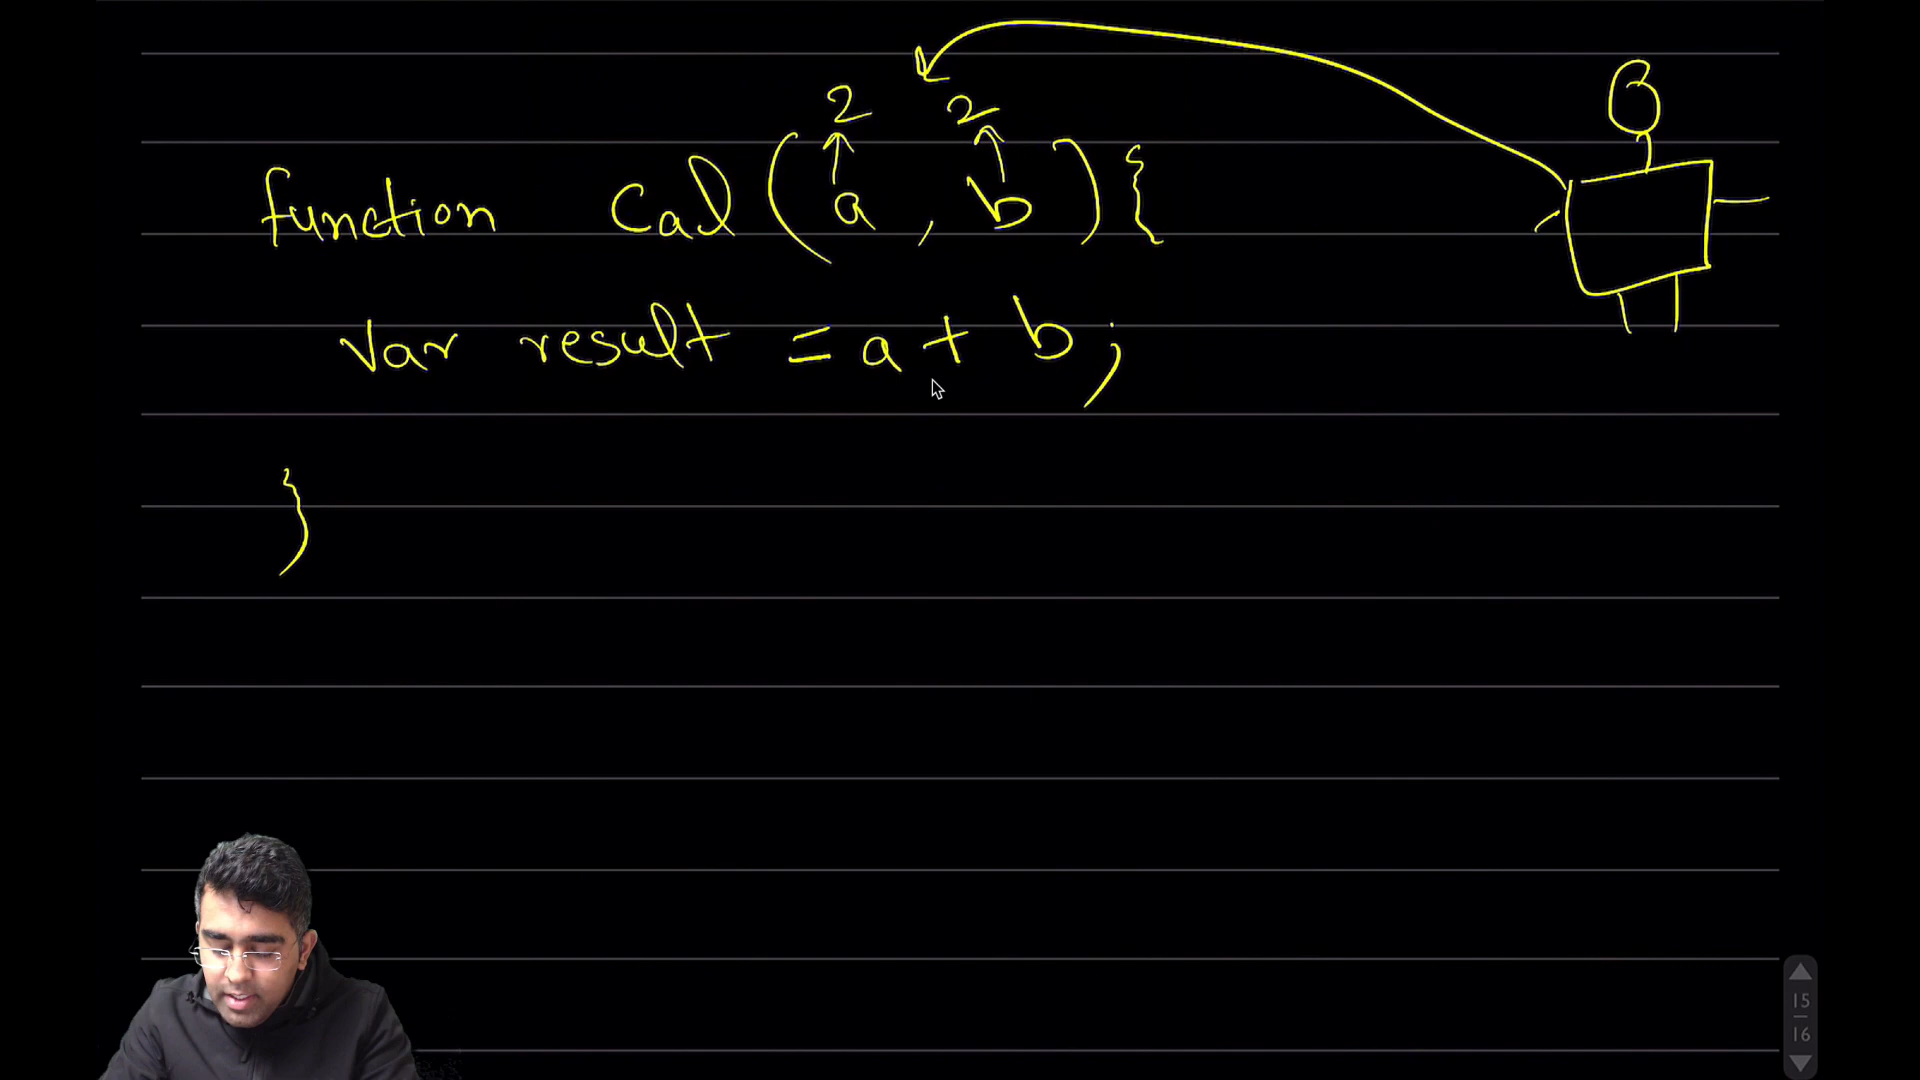 2 2
function Cal (a, b) {
var result = a + b;
}
15
16